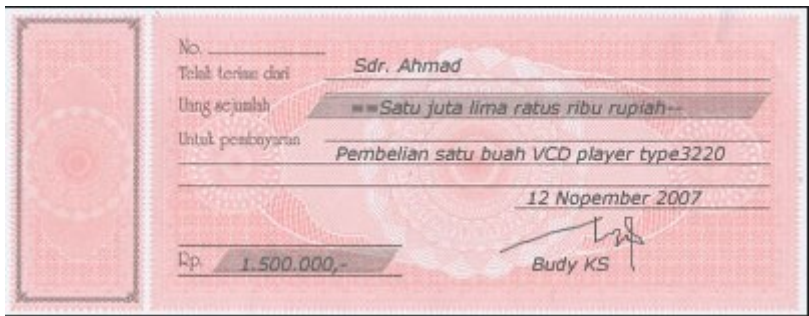 No.
Telah terima dari Sdr. Ahmad
Uang sejumlah ==Satu juta lima ratus ribu rupiah--
Untuk pembayaran
Pembelian satu buah VCD player type3220
12 Nopember 2007
Rp. 1.500.000,-
Budy KS